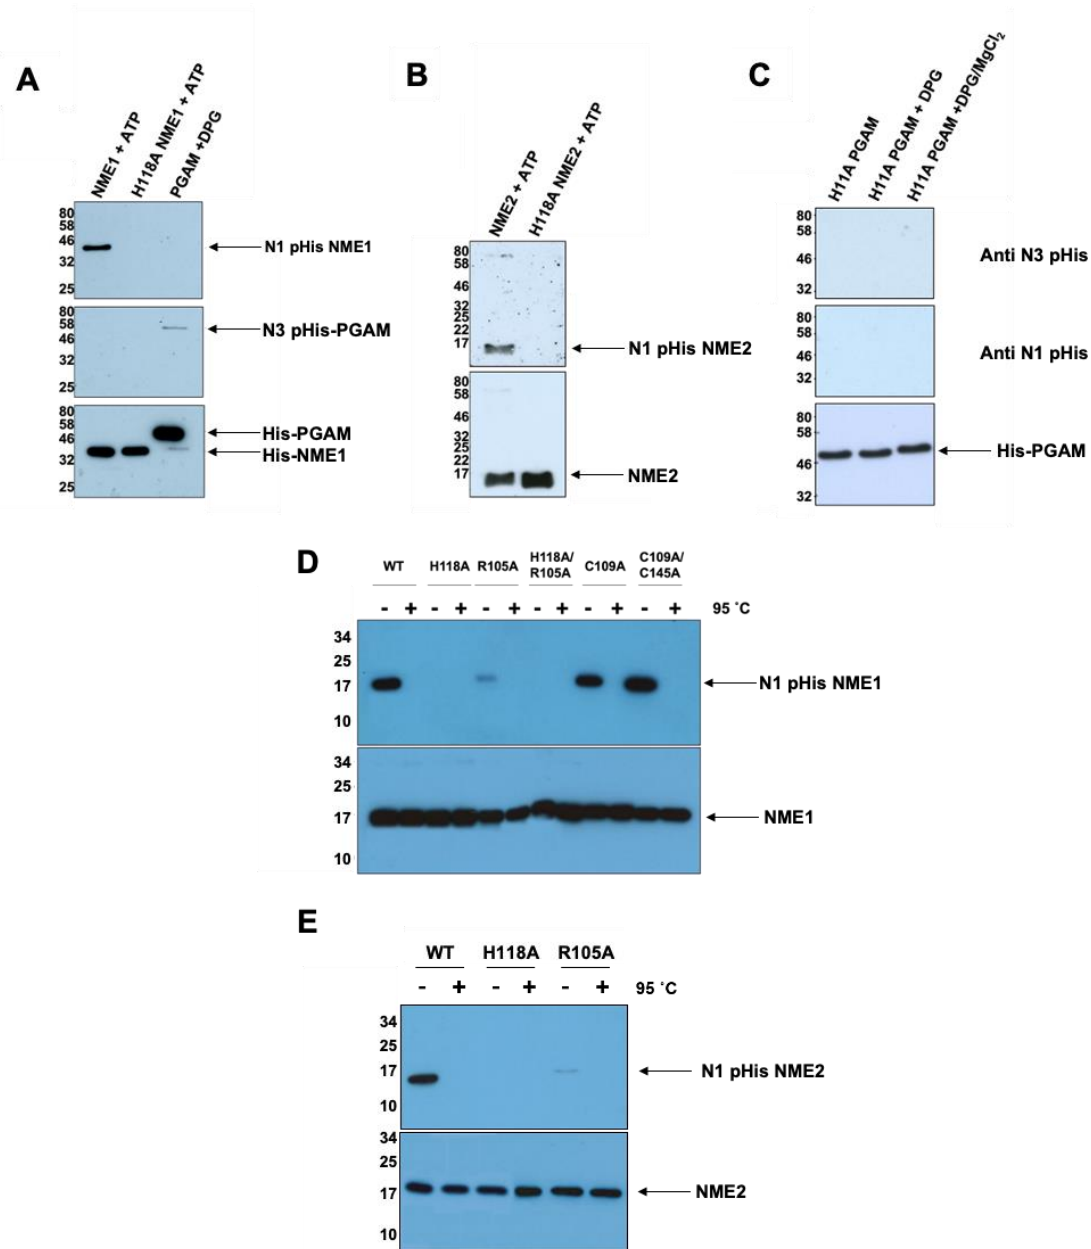 A
NME1 + ATP
H118A NME1 + ATP
PGAM +DPG
80
58
46
32
25
N1 pHis NME1
80
58
46
32
25
N3 pHis-PGAM
80
58
46
32
25
His-PGAM
His-NME1
B
NME2 + ATP
H118A NME2 + ATP
80
58
46
32
25
22
17
N1 pHis NME2
80
58
46
32
25
22
17
NME2
C
H11A PGAM
H11A PGAM + DPG
H11A PGAM +DPG/MgCl₂
80
58
46
32
Anti N3 pHis
80
58
46
32
Anti N1 pHis
80
58
46
32
His-PGAM
D
WT H118A R105A H118A/ R105A C109A C109A/ C145A
- + - + - + - + - + - + 95 ˚C
34
25
17
10
N1 pHis NME1
34
25
17
10
NME1
E
WT H118A R105A
- + - + - + 95 ˚C
34
25
17
10
N1 pHis NME2
34
25
17
10
NME2